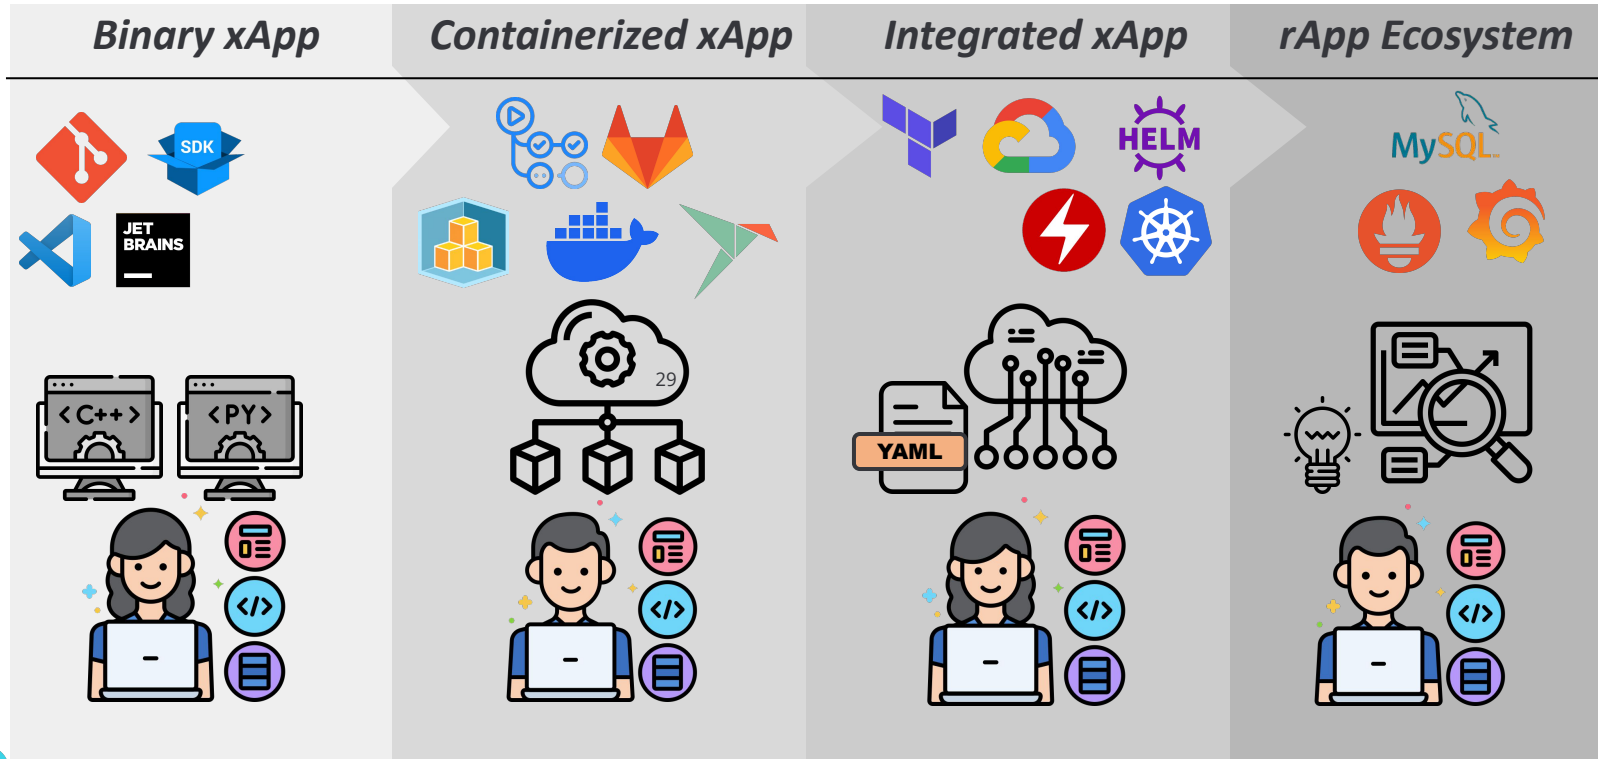 Binary xApp
Containerized xApp
Integrated xApp
rApp Ecosystem
SDK
JET
BRAINS
HELM
MySQL
29
<C++>
<PY>
YAML
</>
</>
</>
</>